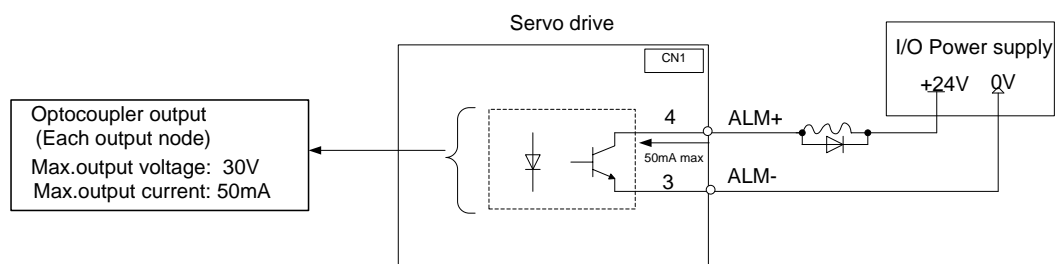 Servo drive
CN1
I/O Power supply
+24V 0V
Optocoupler output
(Each output node)
Max.output voltage: 30V
Max.output current: 50mA
4 ALM+
50mA max
3 ALM-